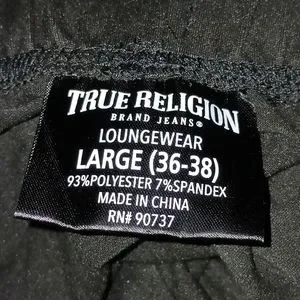 TRUE RELIGION
BRAND JEANS®
LOUNGEWEAR
LARGE (36-38)
93%POLYESTER 7%SPANDEX
MADE IN CHINA
RN# 90737